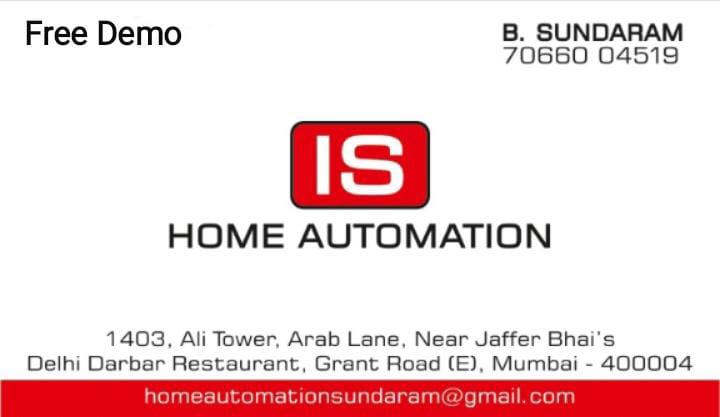 Free Demo
B. SUNDARAM
70660 04519
IS
HOME AUTOMATION
1403, Ali Tower, Arab Lane, Near Jaffer Bhai's
Delhi Darbar Restaurant, Grant Road (E), Mumbai - 400004
homeautomationsundaram@gmail.com